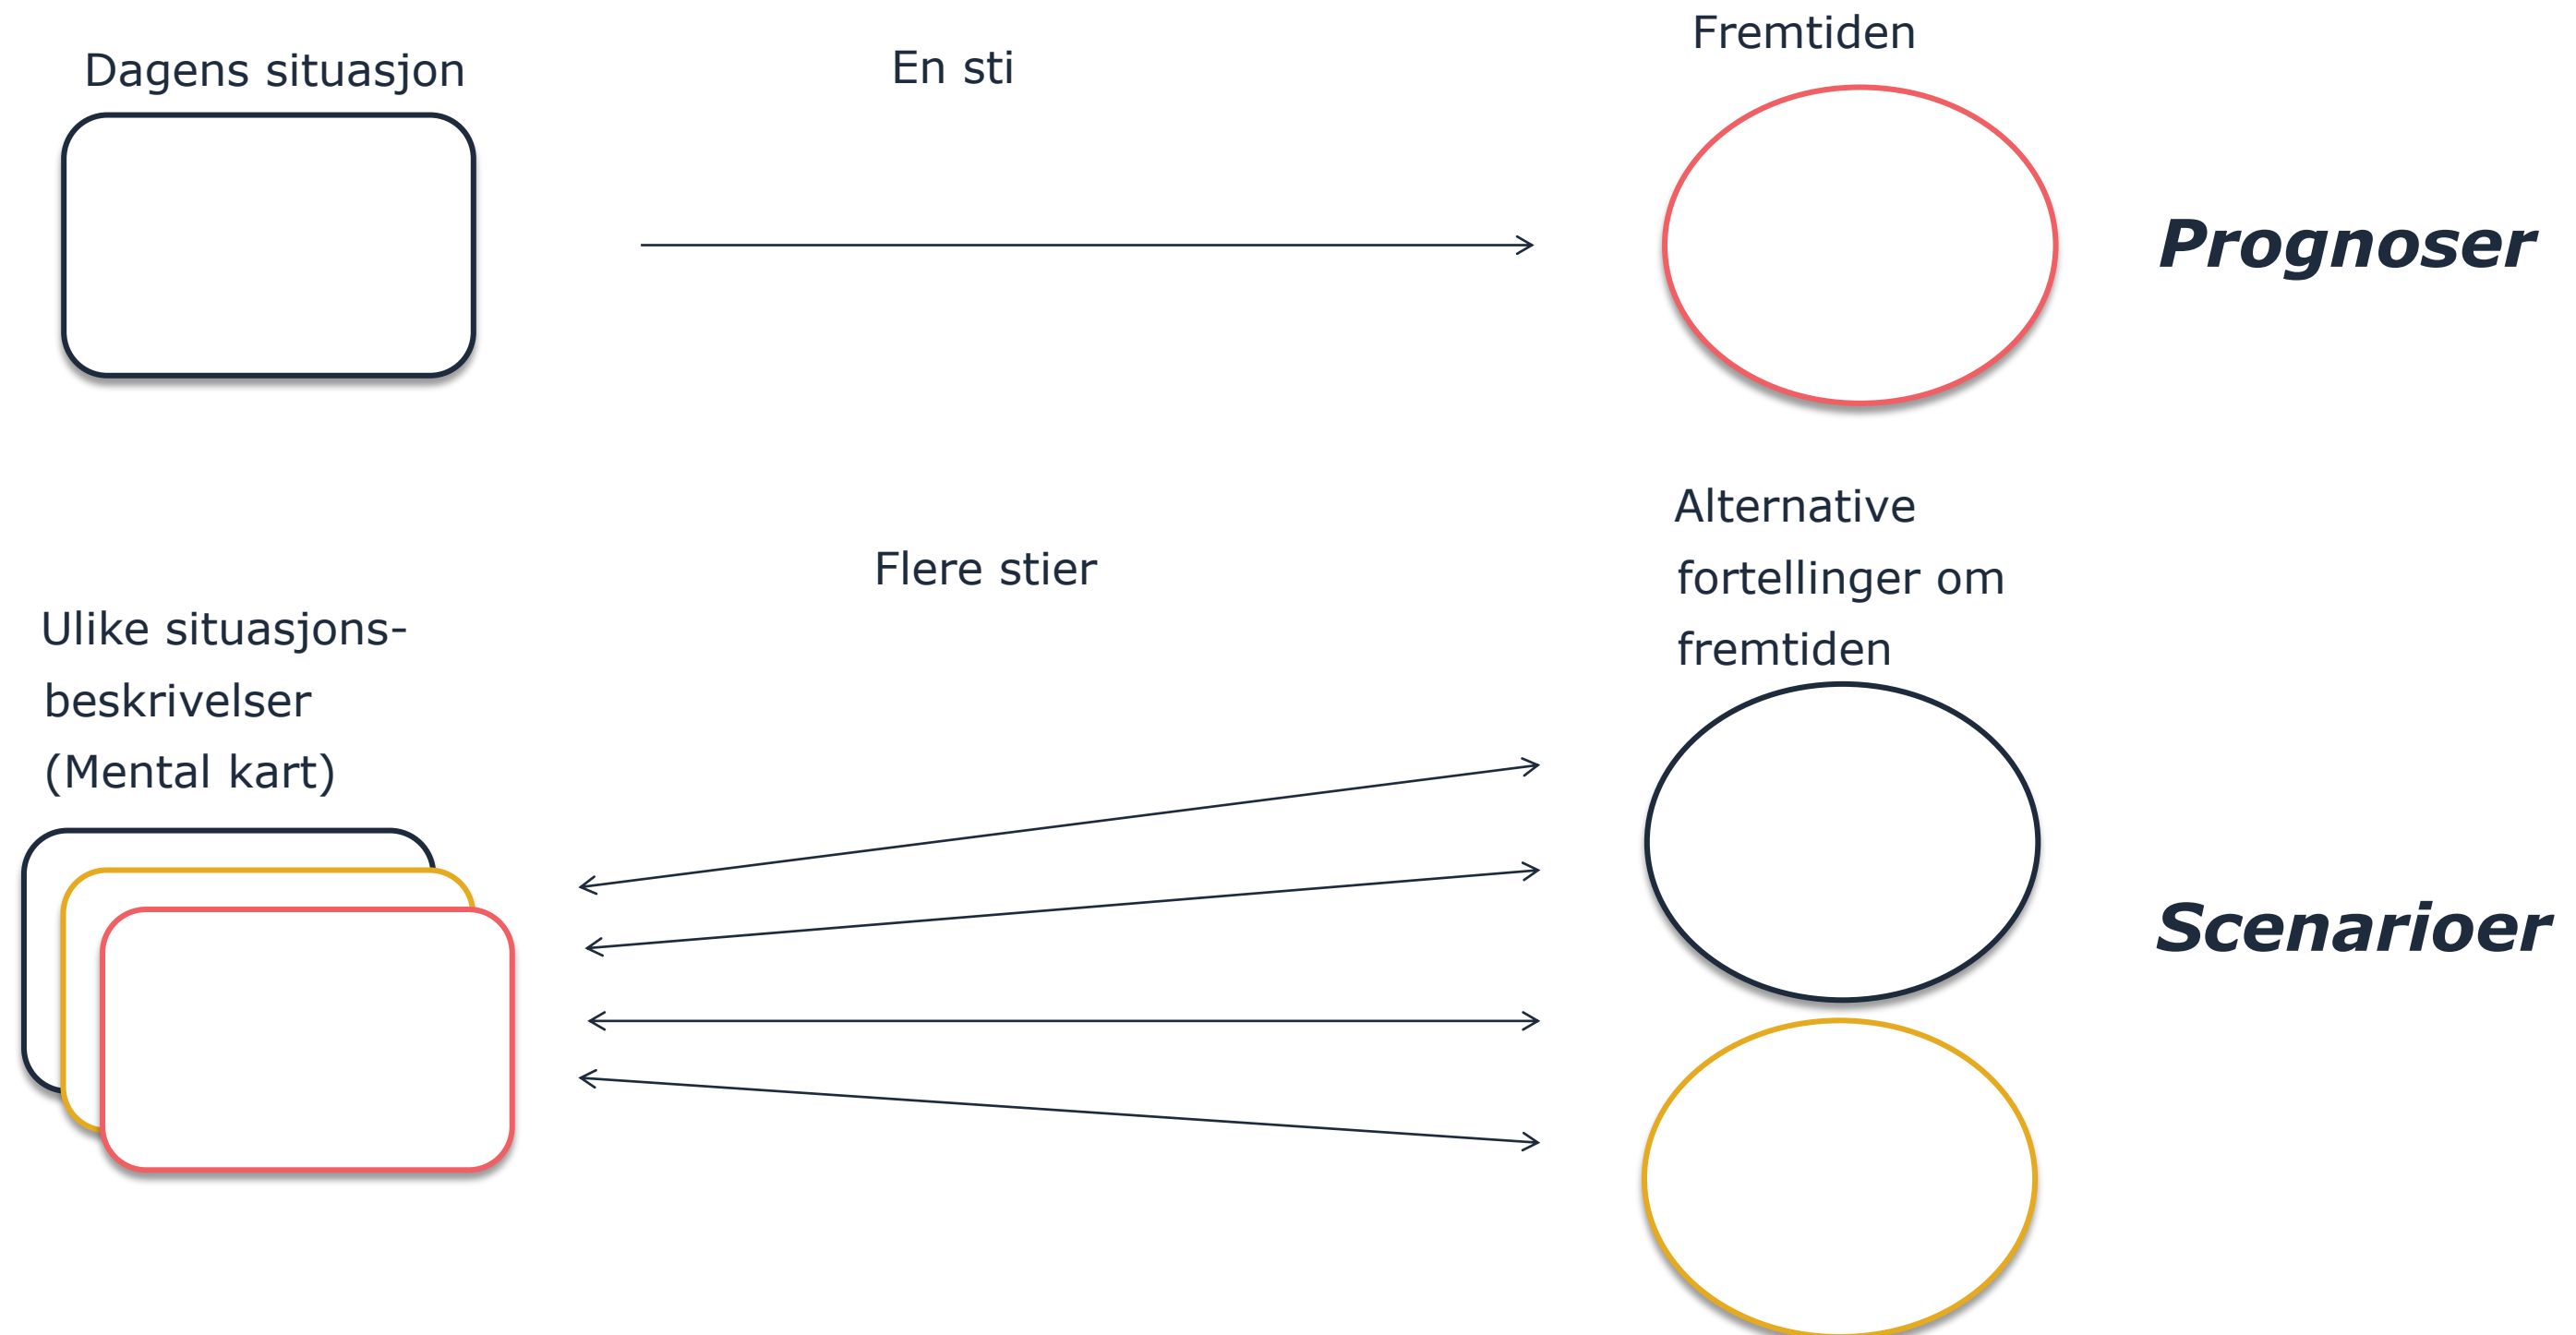 Dagens situasjon
En sti
Fremtiden
Prognoser
Ulike situasjons-
beskrivelser
(Mental kart)
Flere stier
Alternative
fortellinger om
fremtiden
Scenarioer